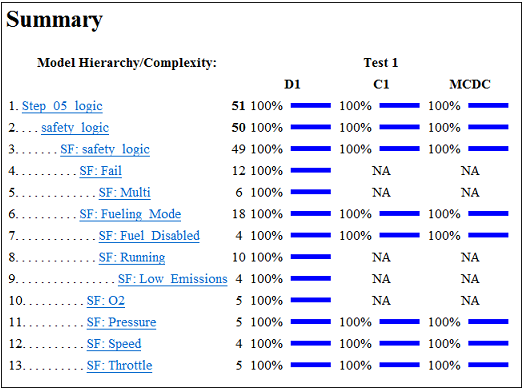 Summary
Model Hierarchy/Complexity: Test 1
D1 C1 MCDC
1. Step_05_logic 51 100% 100% 100%
2. . . . safety_logic 50 100% 100% 100%
3. . . . . . . SF: safety_logic 49 100% 100% 100%
4. . . . . . . . . . SF: Fail 12 100% NA NA
5. . . . . . . . . . . . . SF: Multi 6 100% NA NA
6. . . . . . . . . . SF: Fueling_Mode 18 100% 100% 100%
7. . . . . . . . . . . . . SF: Fuel_Disabled 4 100% 100% 100%
8. . . . . . . . . . . . . SF: Running 10 100% NA NA
9. . . . . . . . . . . . . . . . SF: Low_Emissions 4 100% NA NA
10. . . . . . . . . . SF: O2 5 100% NA NA
11. . . . . . . . . . SF: Pressure 5 100% 100% 100%
12. . . . . . . . . . SF: Speed 4 100% 100% 100%
13. . . . . . . . . . SF: Throttle 5 100% 100% 100%